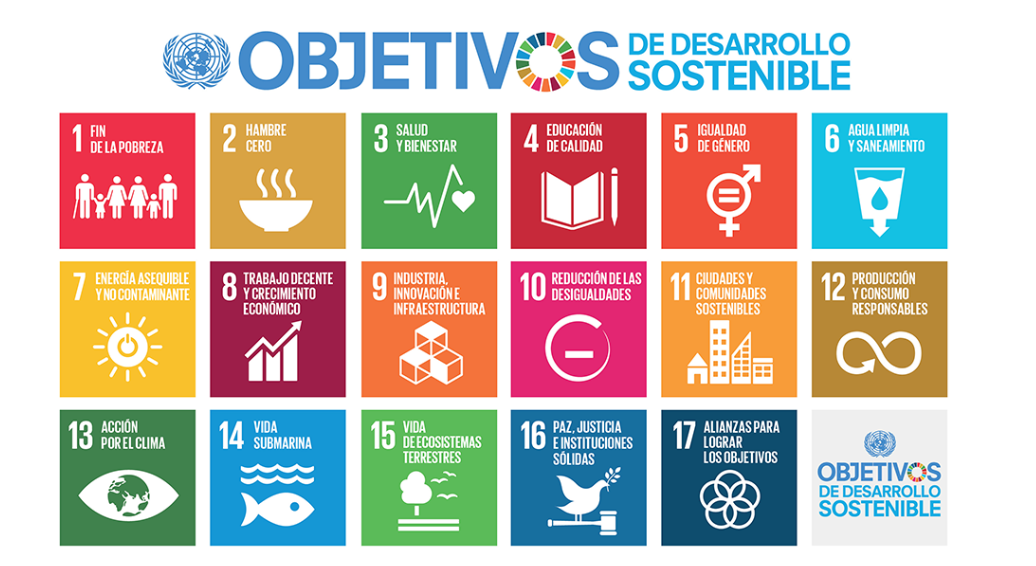 OBJETIVOS
DE DESARROLLO
SOSTENIBLE
1 FIN
DE LA POBREZA
2 HAMBRE
CERO
3 SALUD
Y BIENESTAR
4 EDUCACIÓN
DE CALIDAD
5 IGUALDAD
DE GÉNERO
6 AGUA LIMPIA
Y SANEAMIENTO
7 ENERGÍA ASEQUIBLE
Y NO CONTAMINANTE
8 TRABAJO DECENTE
Y CRECIMIENTO
ECONÓMICO
9 INDUSTRIA,
INNOVACIÓN E
INFRAESTRUCTURA
10 REDUCCIÓN DE LAS
DESIGUALDADES
11 CIUDADES Y
COMUNIDADES
SOSTENIBLES
12 PRODUCCIÓN
Y CONSUMO
RESPONSABLES
13 ACCIÓN
POR EL CLIMA
14 VIDA
SUBMARINA
15 VIDA
DE ECOSISTEMAS
TERRESTRES
16 PAZ, JUSTICIA
E INSTITUCIONES
SÓLIDAS
17 ALIANZAS PARA
LOGRAR
LOS OBJETIVOS
OBJETIVOS
DE DESARROLLO
SOSTENIBLE